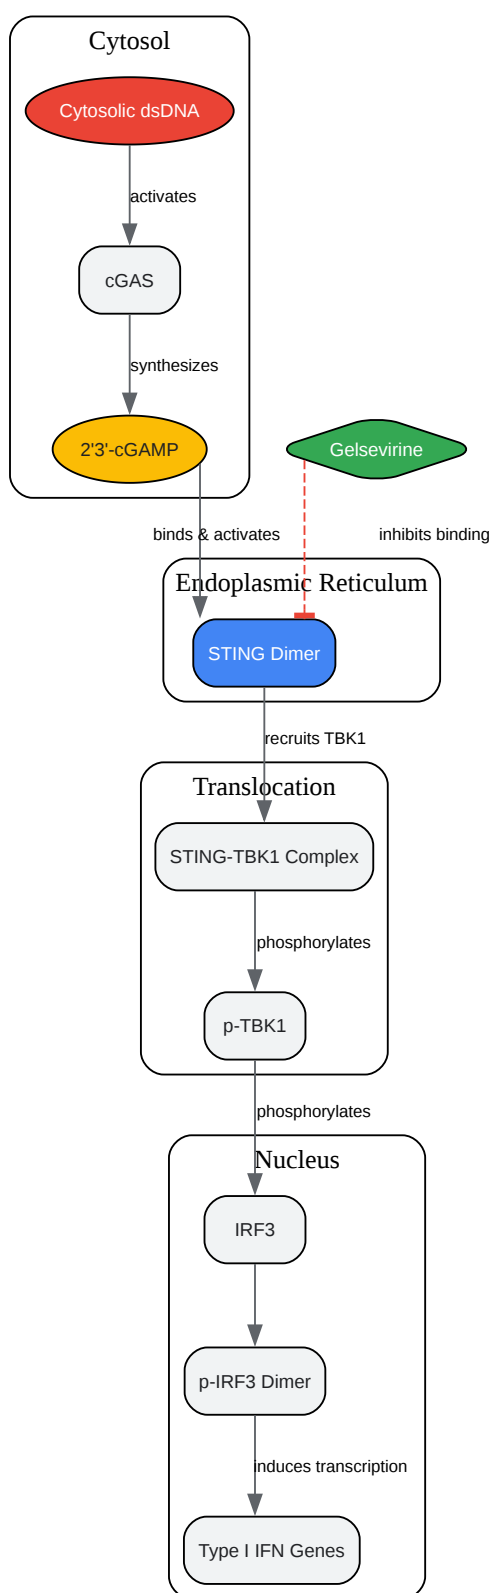 Cytosol
Cytosolic dsDNA
activates
cGAS
synthesizes
2'3'-cGAMP
Gelsevirine
binds & activates
inhibits binding
Endoplasmic Reticulum
STING Dimer
recruits TBK1
Translocation
STING-TBK1 Complex
phosphorylates
p-TBK1
phosphorylates
Nucleus
IRF3
p-IRF3 Dimer
induces transcription
Type I IFN Genes